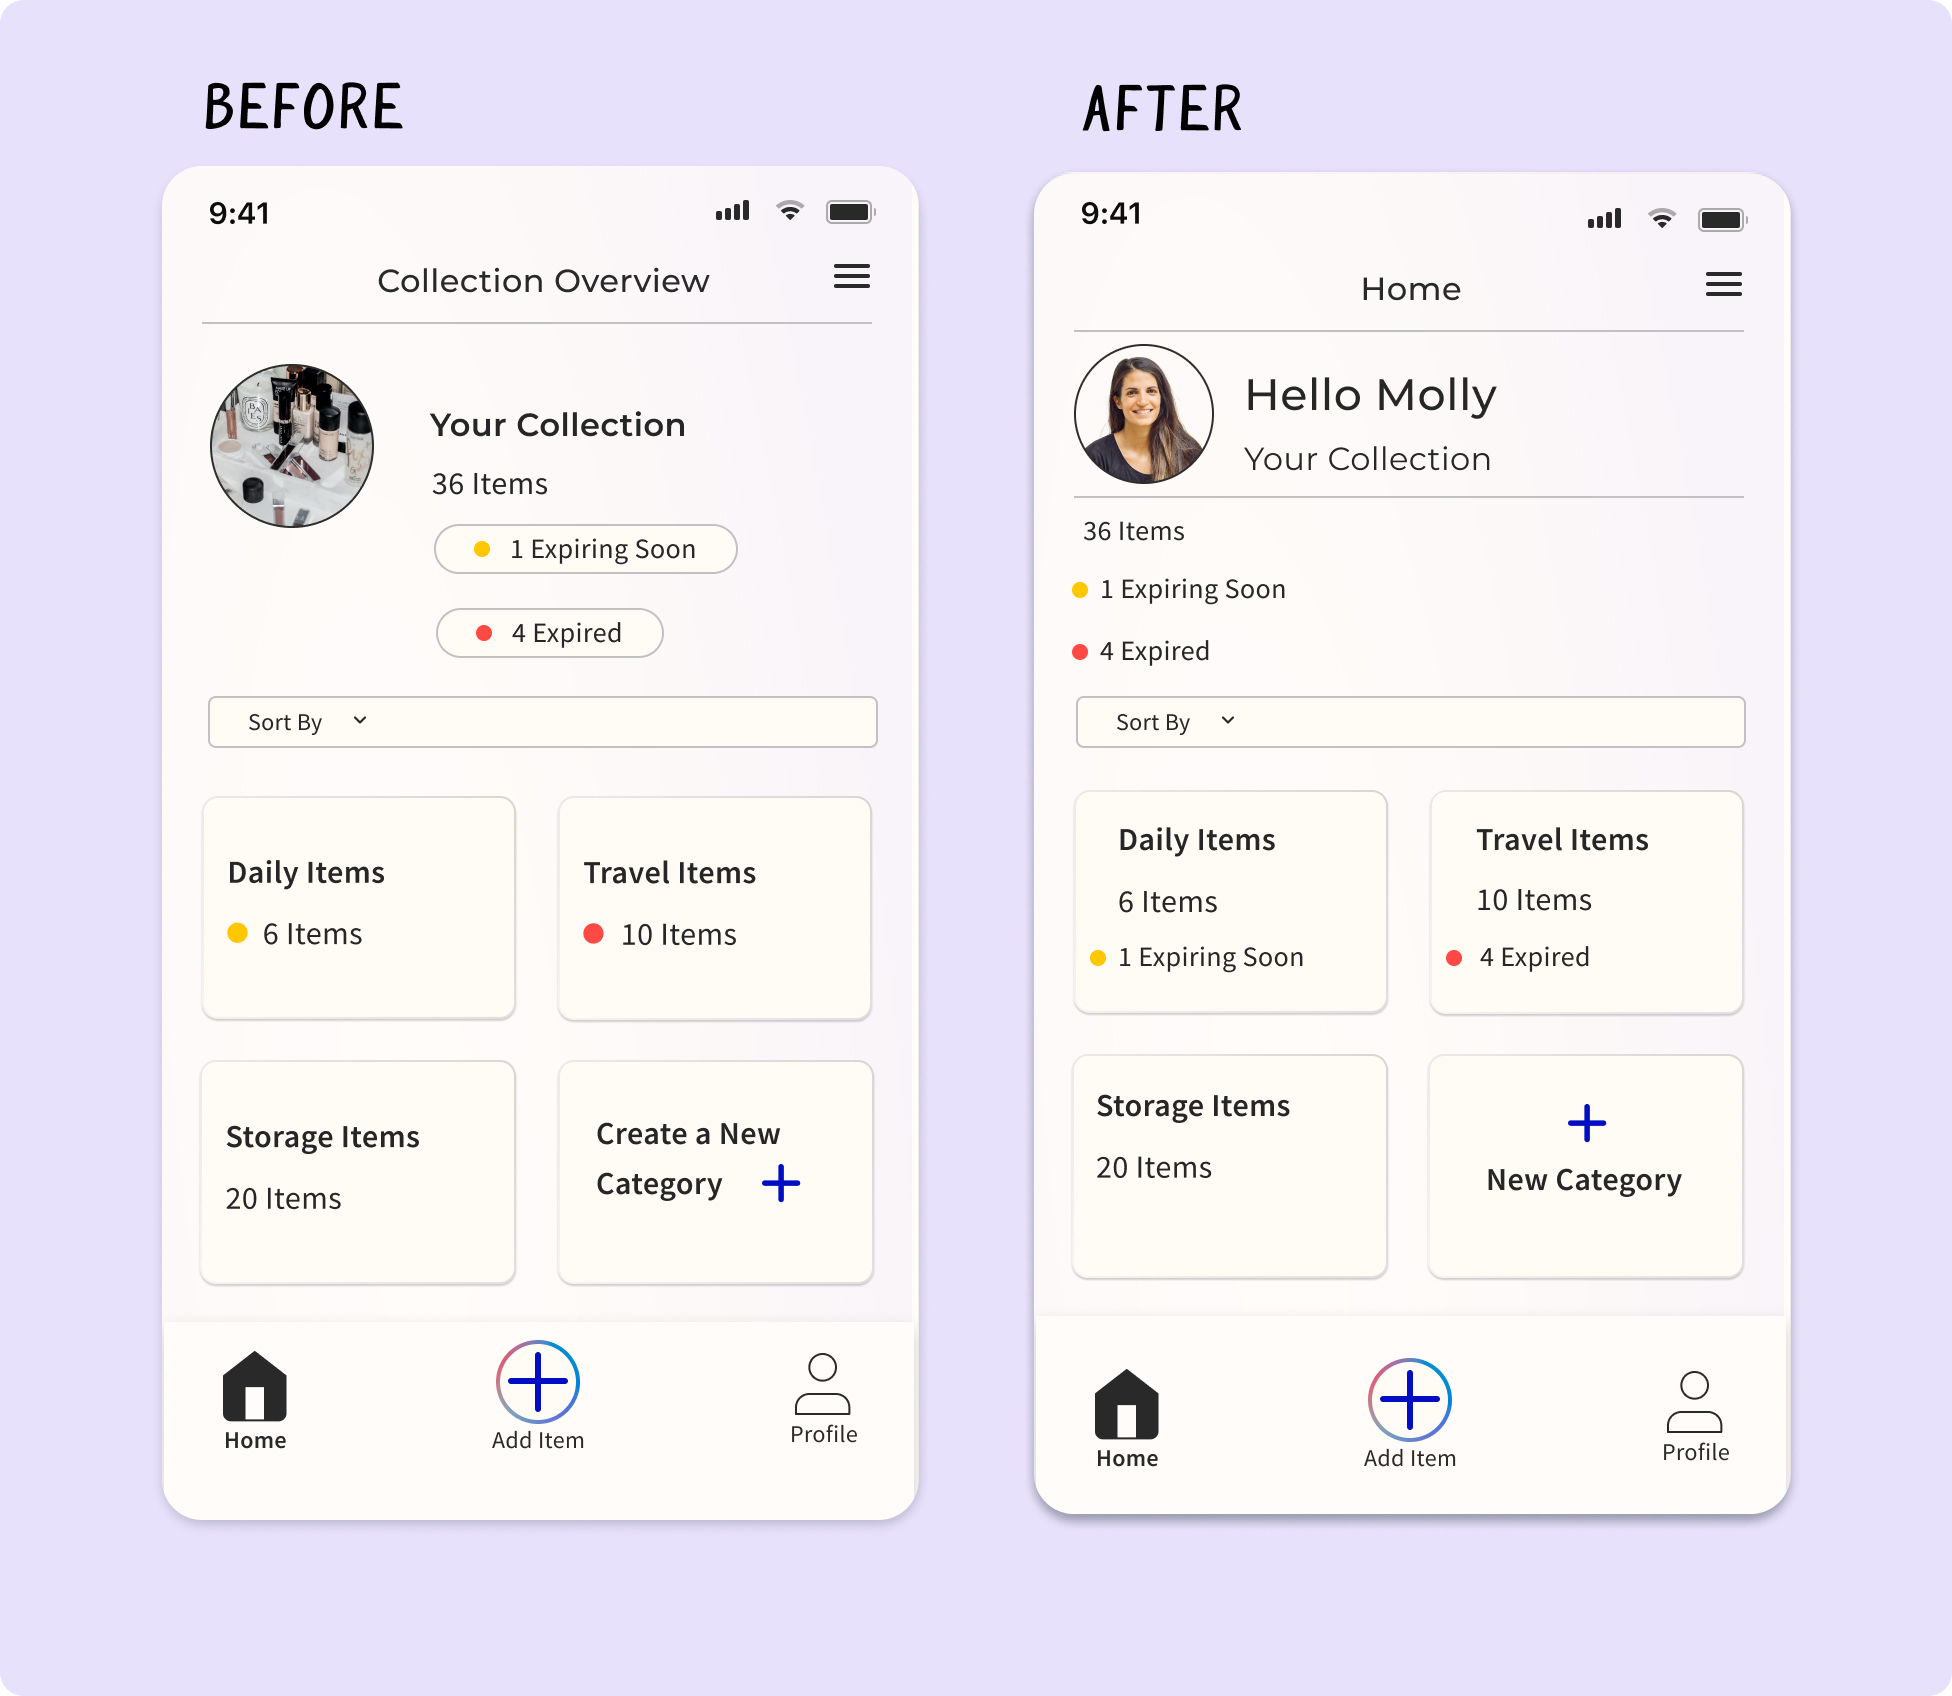 BEFORE
9:41
Collection Overview
Your Collection
36 Items
1 Expiring Soon
4 Expired
Sort By
Daily Items
6 Items
Travel Items
10 Items
Storage Items
20 Items
Create a New
Category
Home
Add Item
Profile
AFTER
9:41
Home
Hello Molly
Your Collection
36 Items
1 Expiring Soon
4 Expired
Sort By
Daily Items
6 Items
1 Expiring Soon
Travel Items
10 Items
4 Expired
Storage Items
20 Items
New Category
Home
Add Item
Profile